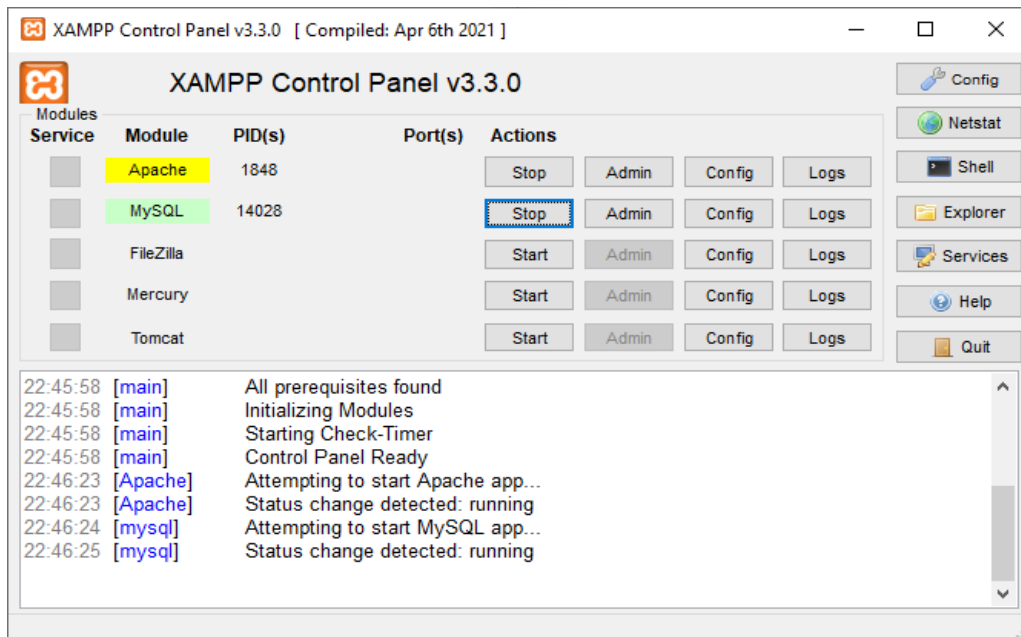 XAMPP Control Panel v3.3.0 [ Compiled: Apr 6th 2021 ]
XAMPP Control Panel v3.3.0
Config
Modules
Netstat
Service Module PID(s) Port(s) Actions
Apache 1848 Stop Admin Config Logs
Shell
MySQL 14028 Stop Admin Config Logs
Explorer
FileZilla Start Admin Config Logs
Services
Mercury Start Admin Config Logs
Help
Tomcat Start Admin Config Logs
Quit
22:45:58 [main] All prerequisites found
22:45:58 [main] Initializing Modules
22:45:58 [main] Starting Check-Timer
22:45:58 [main] Control Panel Ready
22:46:23 [Apache] Attempting to start Apache app...
22:46:23 [Apache] Status change detected: running
22:46:24 [mysql] Attempting to start MySQL app...
22:46:25 [mysql] Status change detected: running